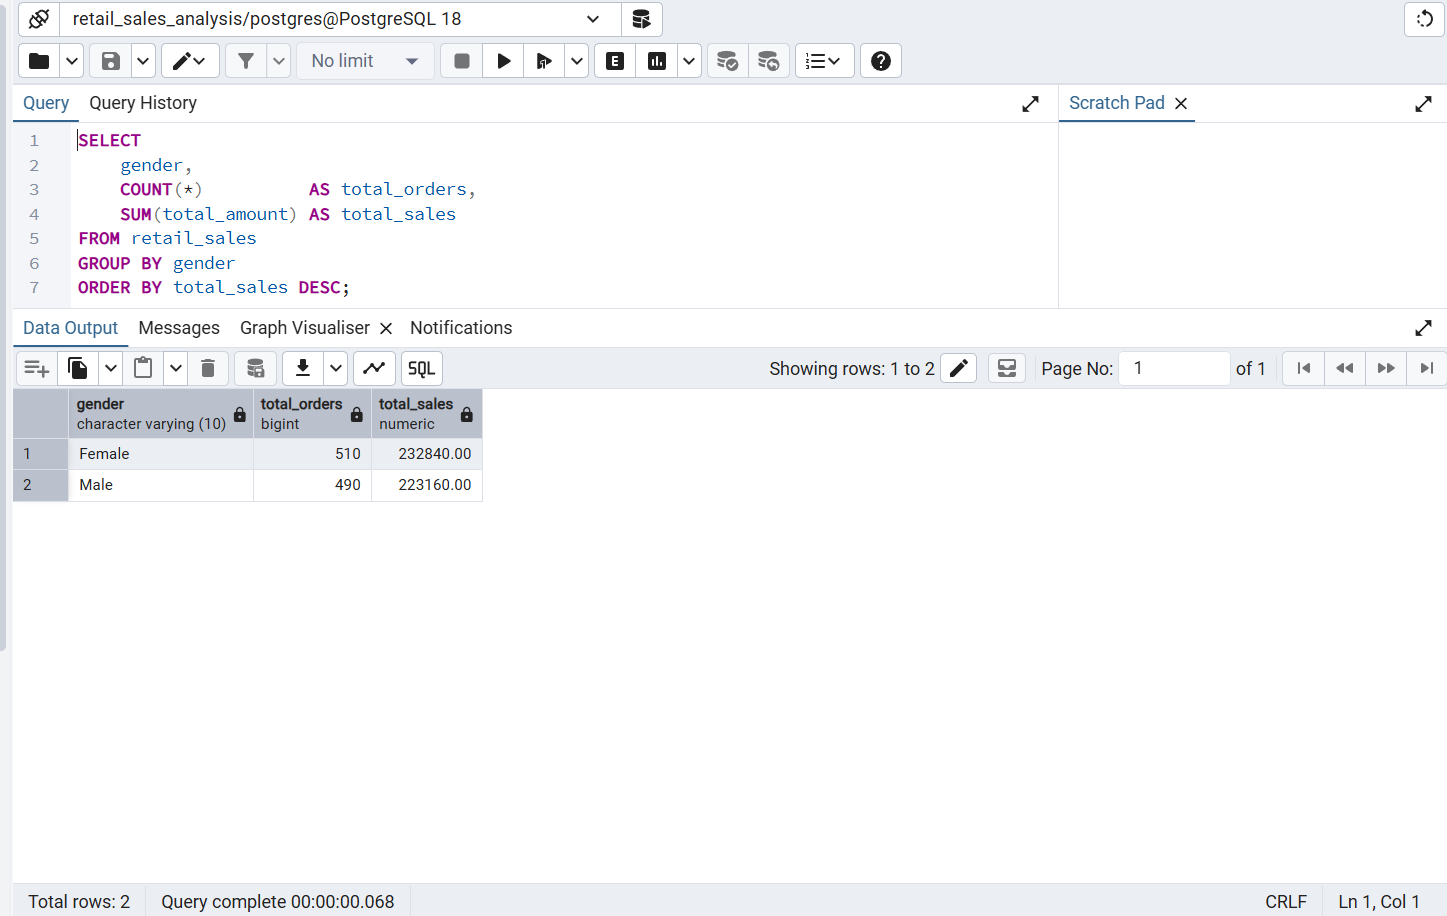 retail_sales_analysis/postgres@PostgreSQL 18
No limit
E
Query Query History
Scratch Pad
1 SELECT
2 gender,
3 COUNT(*) AS total_orders,
4 SUM(total_amount) AS total_sales
5 FROM retail_sales
6 GROUP BY gender
7 ORDER BY total_sales DESC;
Data Output Messages Graph Visualiser Notifications
SQL Showing rows: 1 to 2 Page No: 1 of 1
gender total_orders total_sales
character varying (10) bigint numeric
1 Female 510 232840.00
2 Male 490 223160.00
Total rows: 2 Query complete 00:00:00.068 CRLF Ln 1, Col 1